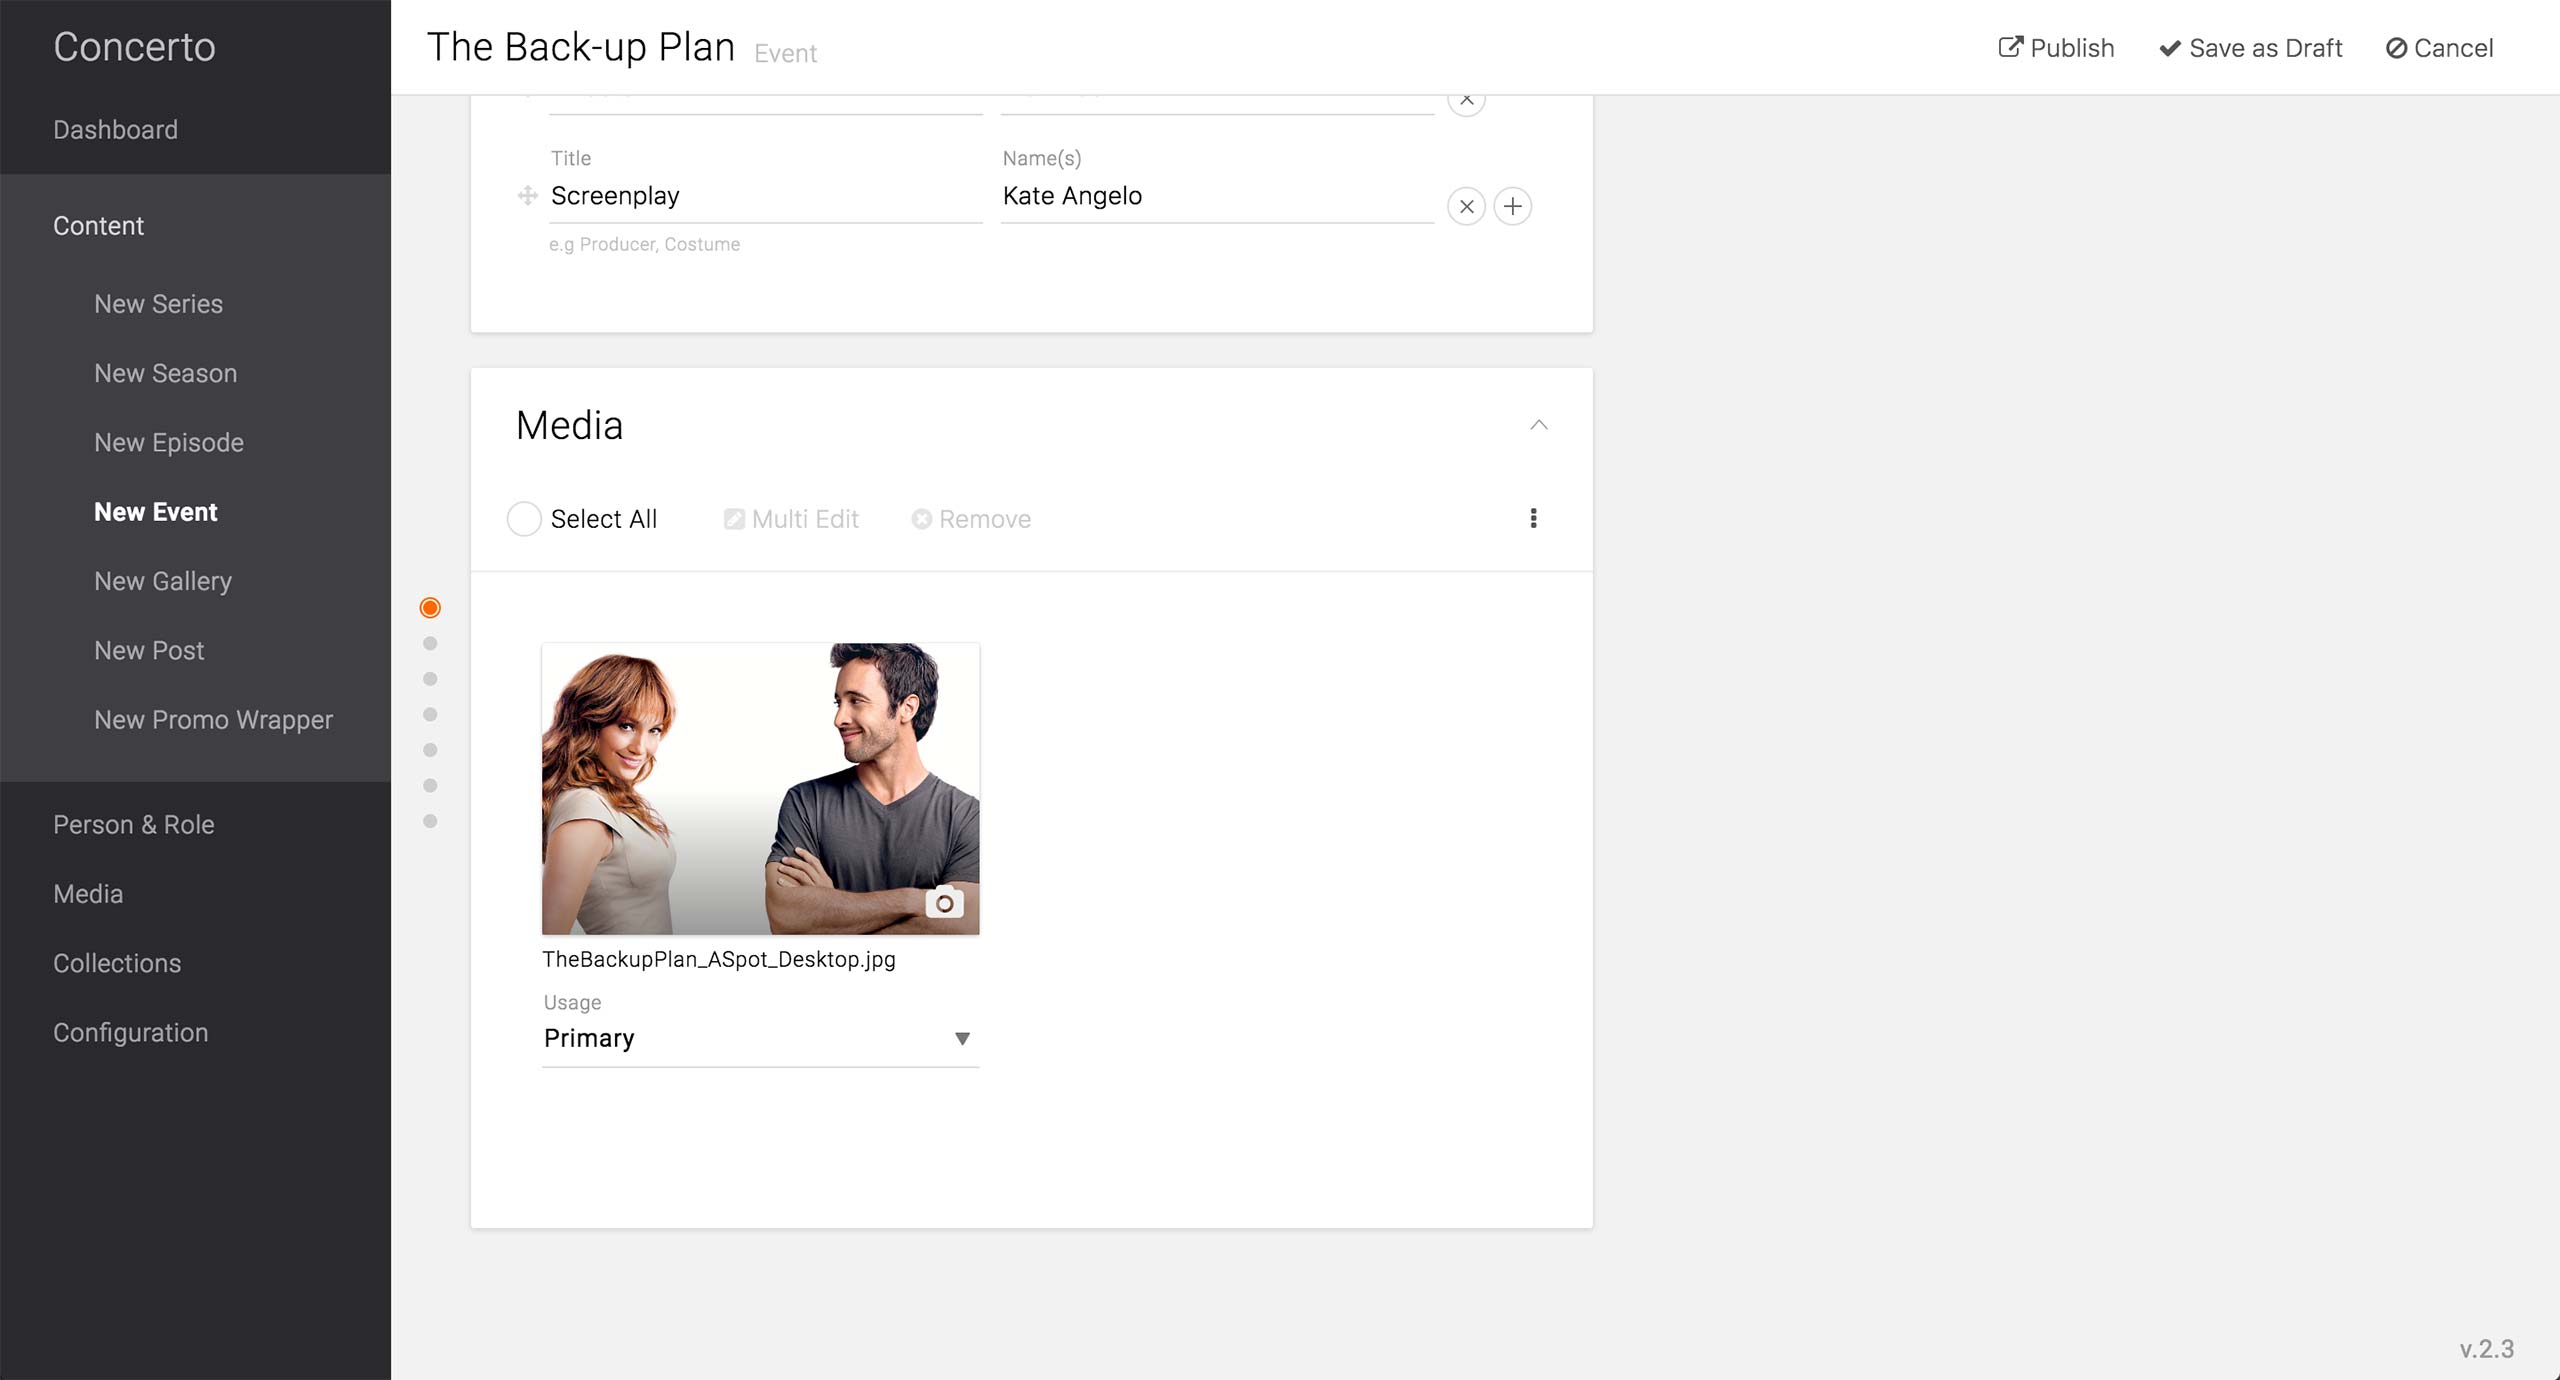 Concerto
The Back-up Plan Event
Publish Save as Draft Cancel
Dashboard
Content
New Series
New Season
New Episode
New Event
New Gallery
New Post
New Promo Wrapper
Person & Role
Media
Collections
Configuration
Title Name(s)
Screenplay Kate Angelo
e.g Producer, Costume
Media
Select All Multi Edit Remove
TheBackupPlan_ASpot_Desktop.jpg
Usage
Primary
v.2.3